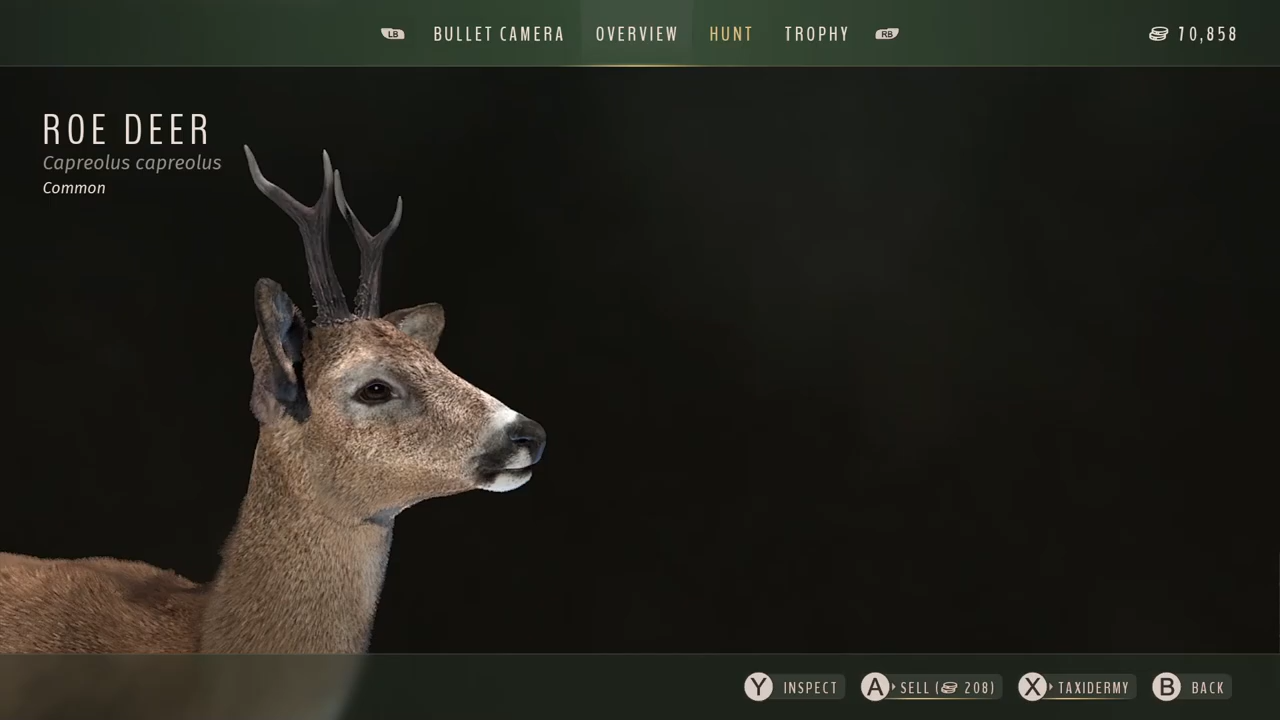 LB BULLET CAMERA OVERVIEW HUNT TROPHY RB 10,858
ROE DEER
Capreolus capreolus
Common
Y INSPECT A SELL ( 208) X TAXIDERMY B BACK